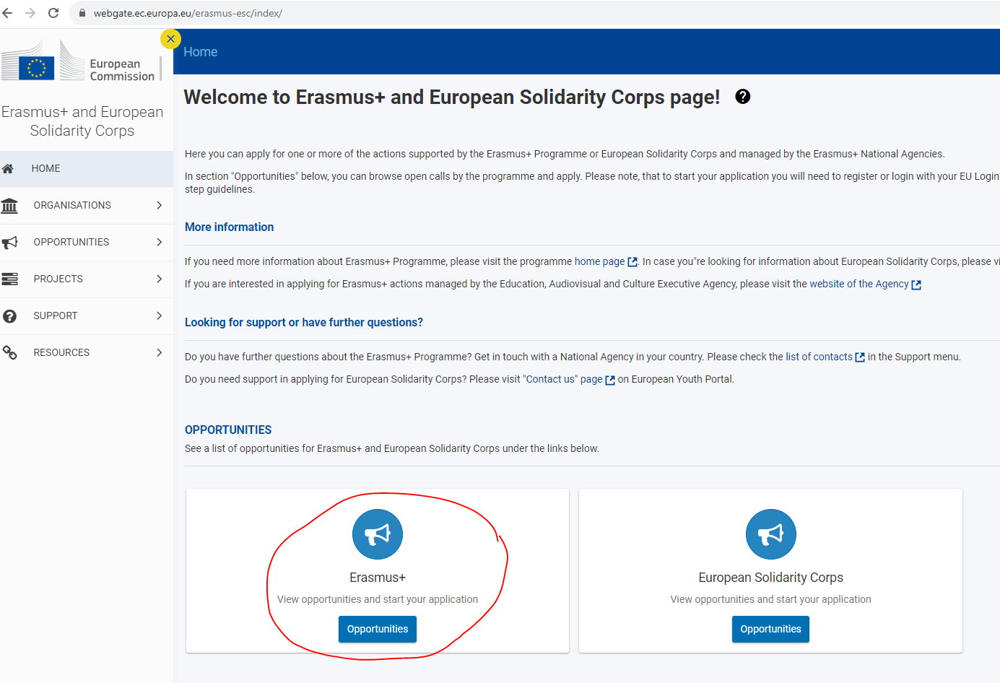 webgate.ec.europa.eu/erasmus-esc/index/
European
Commission
Erasmus+ and European
Solidarity Corps
HOME
ORGANISATIONS
OPPORTUNITIES
PROJECTS
SUPPORT
RESOURCES
Home
Welcome to Erasmus+ and European Solidarity Corps page!
Here you can apply for one or more of the actions supported by the Erasmus+ Programme or European Solidarity Corps and managed by the Erasmus+ National Agencies.
In section "Opportunities" below, you can browse open calls by the programme and apply. Please note, that to start your application you will need to register or login with your EU Login
step guidelines.
More information
If you need more information about Erasmus+ Programme, please visit the programme home page. In case you"re looking for information about European Solidarity Corps, please vi
If you are interested in applying for Erasmus+ actions managed by the Education, Audiovisual and Culture Executive Agency, please visit the website of the Agency
Looking for support or have further questions?
Do you have further questions about the Erasmus+ Programme? Get in touch with a National Agency in your country. Please check the list of contacts in the Support menu.
Do you need support in applying for European Solidarity Corps? Please visit "Contact us" page on European Youth Portal.
OPPORTUNITIES
See a list of opportunities for Erasmus+ and European Solidarity Corps under the links below.
Erasmus+
View opportunities and start your application
Opportunities
European Solidarity Corps
View opportunities and start your application
Opportunities